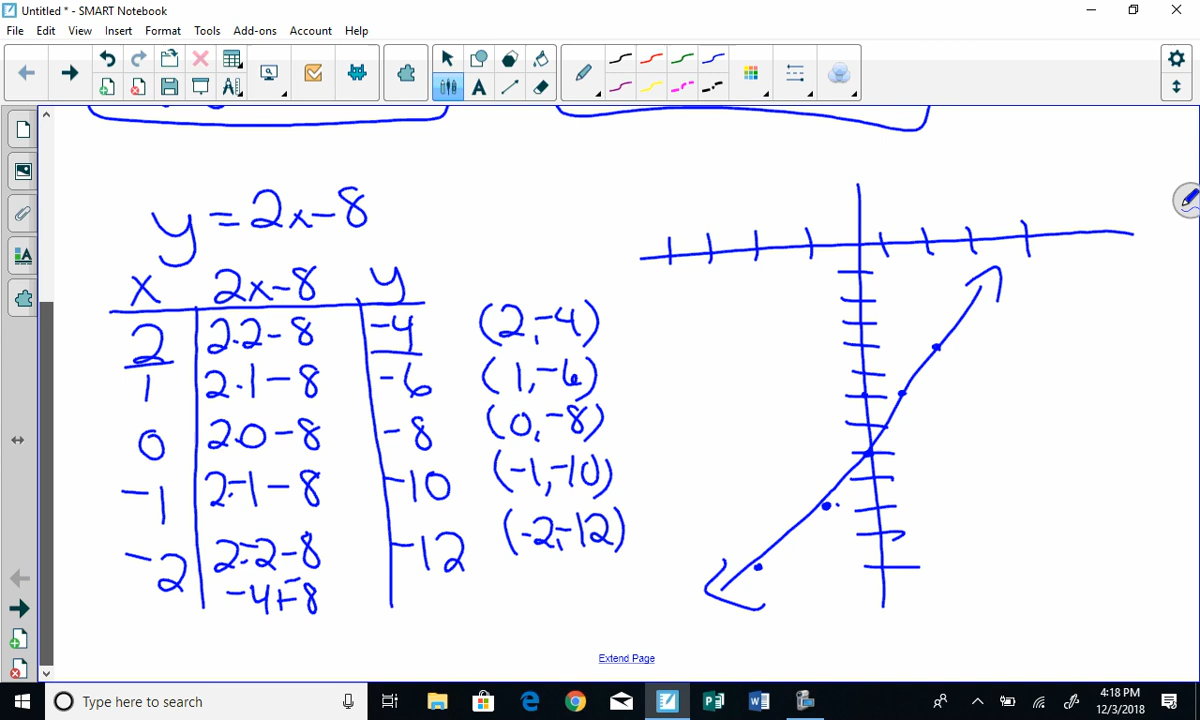 Untitled * - SMART Notebook
File Edit View Insert Format Tools Add-ons Account Help
y = 2x-8
x 2x-8 y
2 2·2-8 -4 (2,-4)
1 2·1-8 -6 (1,-6)
0 2·0-8 -8 (0,-8)
-1 2·-1-8 -10 (-1,-10)
-2 2·-2-8 -12 (-2,-12)
-4+-8
Extend Page
Type here to search
4:18 PM
12/3/2018